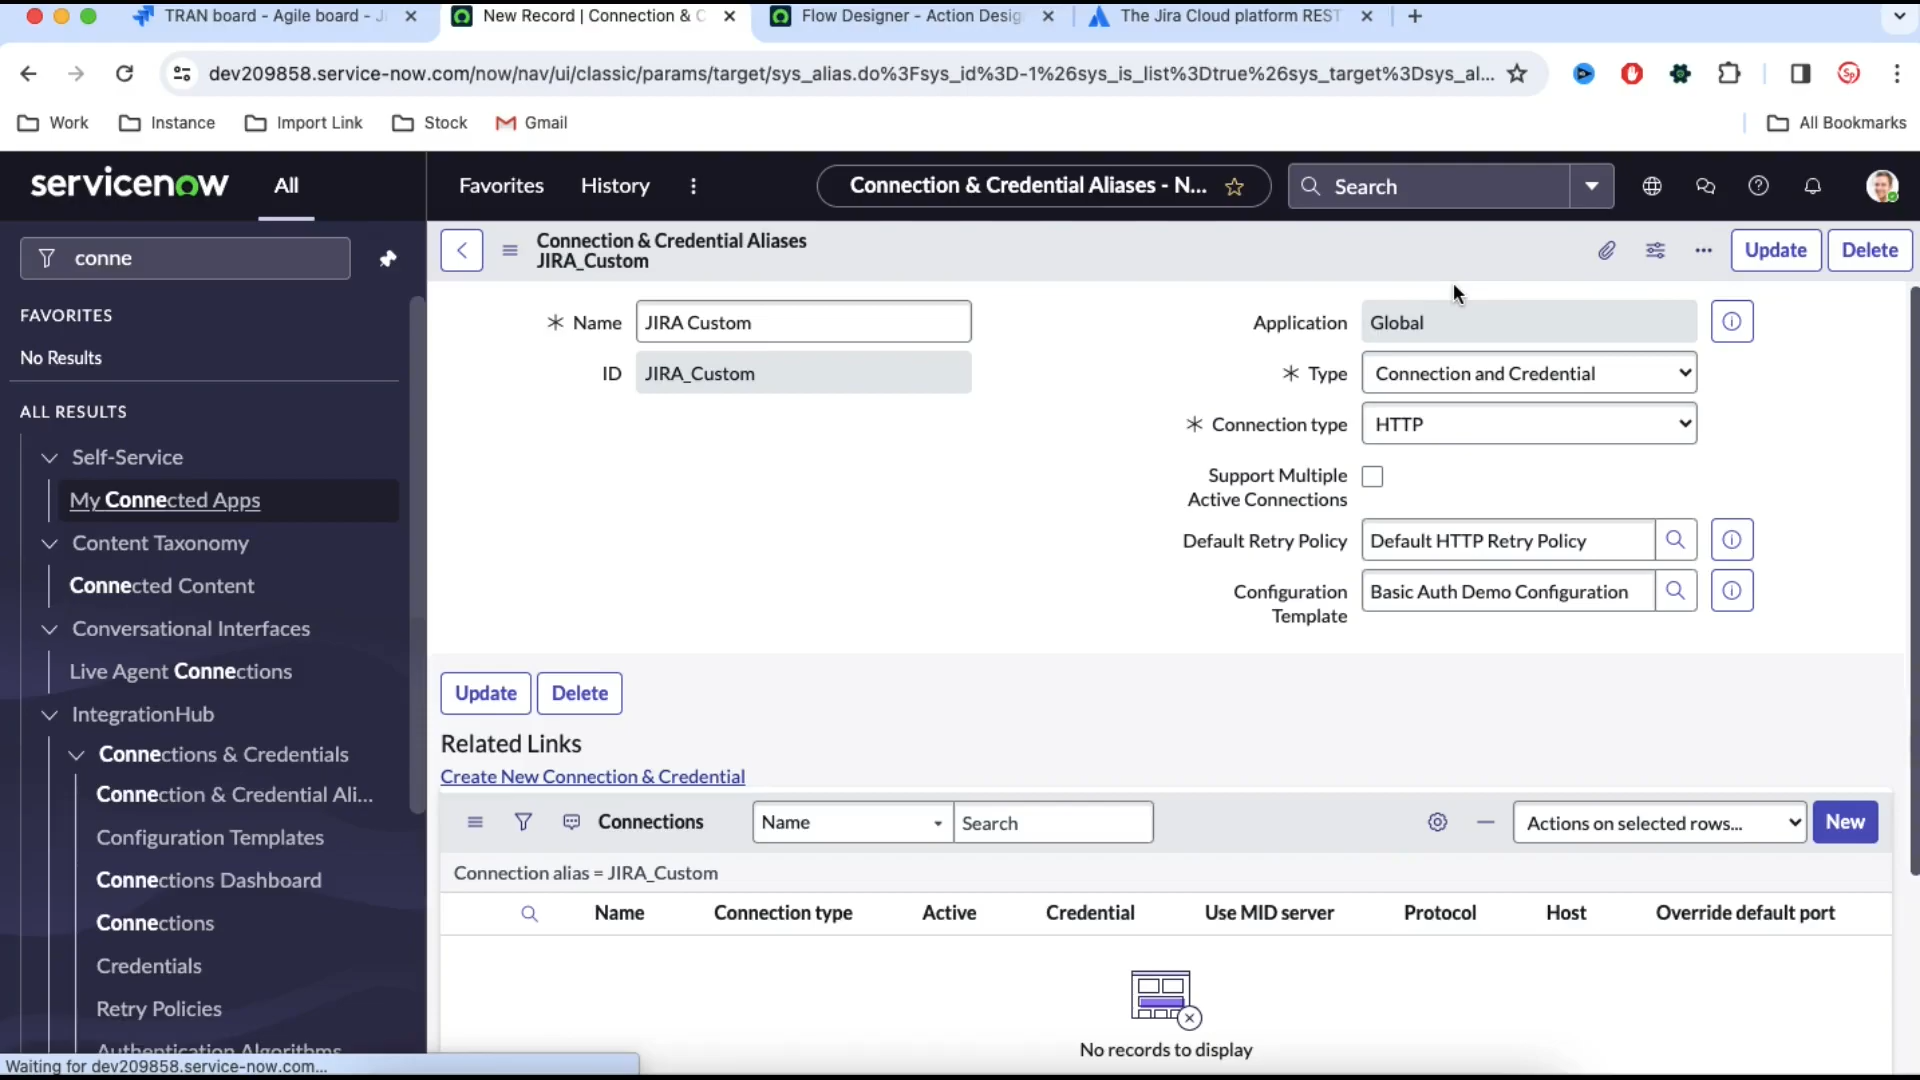 TRAN board - Agile board - Ji
New Record | Connection & C
Flow Designer - Action Desig
The Jira Cloud platform REST
dev209858.service-now.com/now/nav/ui/classic/params/target/sys_alias.do%3Fsys_id%3D-1%26sys_is_list%3Dtrue%26sys_target%3Dsys_al...
Work
Instance
Import Link
Stock
Gmail
All Bookmarks
servicenow
All
Favorites
History
Connection & Credential Aliases - N...
Search
conne
FAVORITES
No Results
ALL RESULTS
Self-Service
My Connected Apps
Content Taxonomy
Connected Content
Conversational Interfaces
Live Agent Connections
IntegrationHub
Connections & Credentials
Connection & Credential Ali...
Configuration Templates
Connections Dashboard
Connections
Credentials
Retry Policies
Authentication Algorithms
Waiting for dev209858.service-now.com...
Connection & Credential Aliases
JIRA_Custom
Update
Delete
Name
JIRA Custom
ID
JIRA_Custom
Application
Global
Type
Connection and Credential
Connection type
HTTP
Support Multiple
Active Connections
Default Retry Policy
Default HTTP Retry Policy
Configuration
Template
Basic Auth Demo Configuration
Update
Delete
Related Links
Create New Connection & Credential
Connections
Name
Search
Actions on selected rows...
New
Connection alias = JIRA_Custom
Name
Connection type
Active
Credential
Use MID server
Protocol
Host
Override default port
No records to display